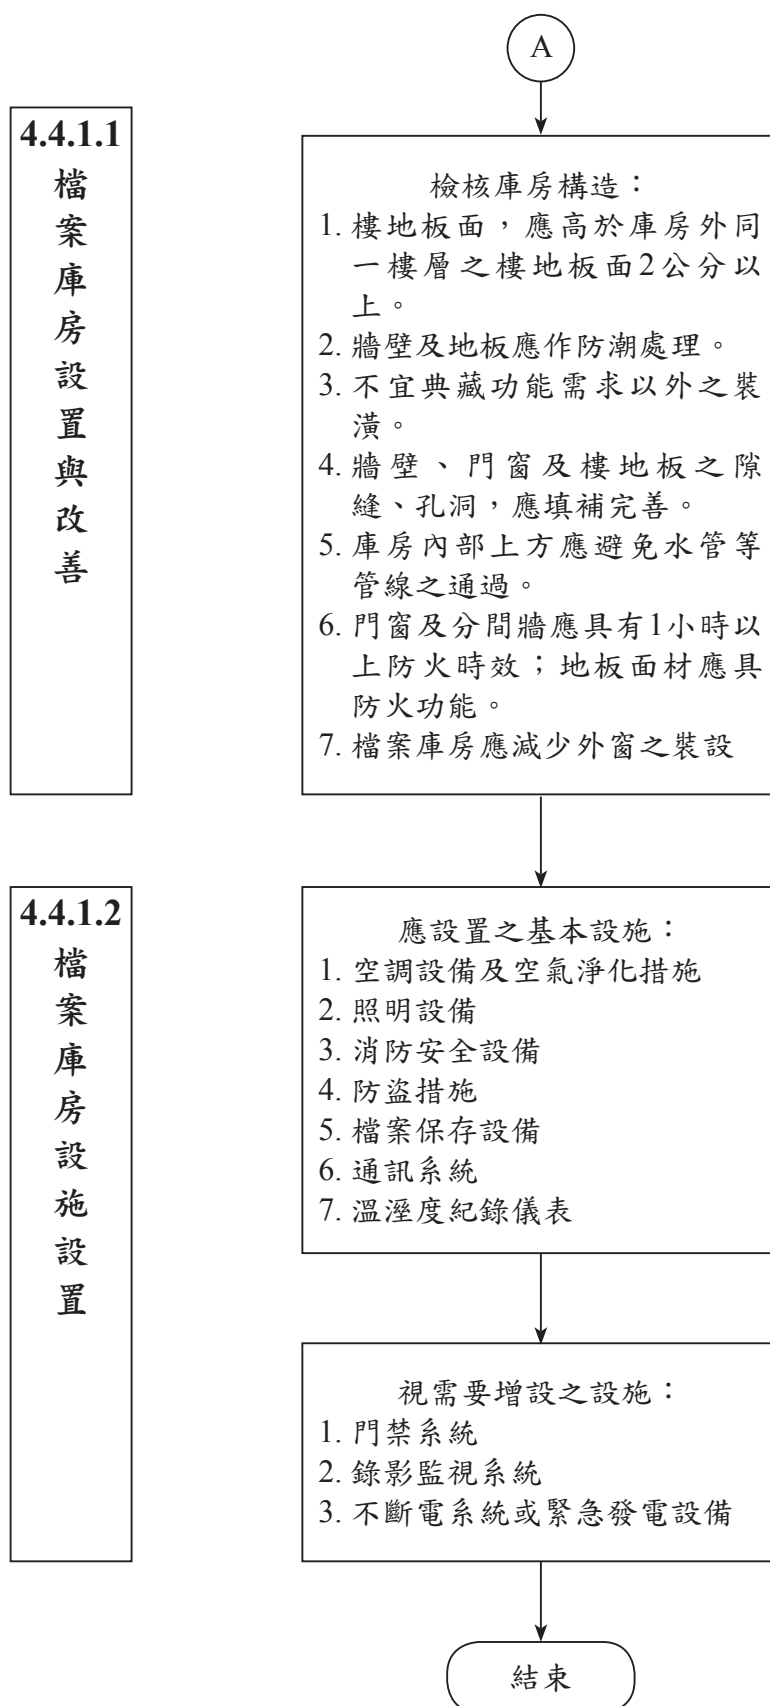 A
4.4.1.1
檔案庫房設置與改善
檢核庫房構造：
1. 樓地板面，應高於庫房外同
一樓層之樓地板面2公分以
上。
2. 牆壁及地板應作防潮處理。
3. 不宜典藏功能需求以外之裝
潢。
4. 牆壁、門窗及樓地板之隙
縫、孔洞，應填補完善。
5. 庫房內部上方應避免水管等
管線之通過。
6. 門窗及分間牆應具有1小時以
上防火時效；地板面材應具
防火功能。
7. 檔案庫房應減少外窗之裝設
4.4.1.2
檔案庫房設施設置
應設置之基本設施：
1. 空調設備及空氣淨化措施
2. 照明設備
3. 消防安全設備
4. 防盜措施
5. 檔案保存設備
6. 通訊系統
7. 溫溼度紀錄儀表
視需要增設之設施：
1. 門禁系統
2. 錄影監視系統
3. 不斷電系統或緊急發電設備
結束